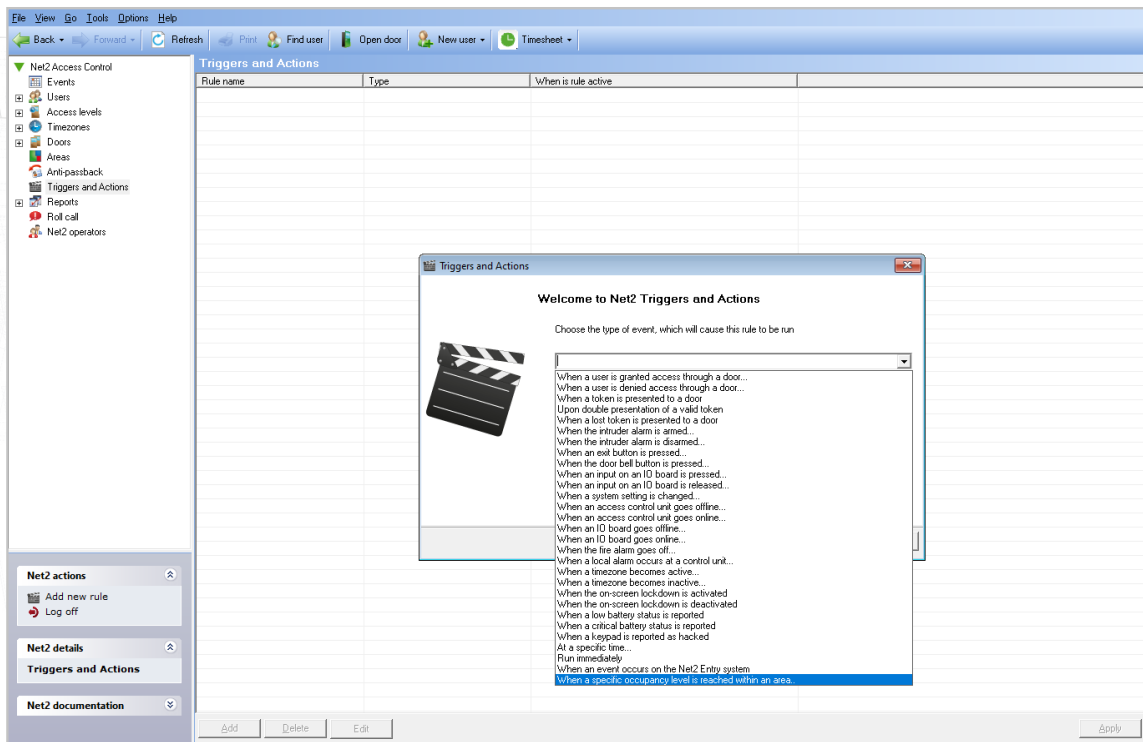 File View Go Tools Options Help
Back Forward Refresh Print Find user Open door New user Timesheet
Net2 Access Control
Events
Users
Access levels
Timezones
Doors
Areas
Anti-passback
Triggers and Actions
Reports
Roll call
Net2 operators
Triggers and Actions
Rule name Type When is rule active
Triggers and Actions
Welcome to Net2 Triggers and Actions
Choose the type of event, which will cause this rule to be run
When a user is granted access through a door...
When a user is denied access through a door...
When a token is presented to a door
Upon double presentation of a valid token
When a lost token is presented to a door
When the intruder alarm is armed...
When the intruder alarm is disarmed...
When an exit button is pressed...
When the door bell button is pressed...
When an input on an IO board is pressed...
When an input on an IO board is released...
When a system setting is changed...
When an access control unit goes offline...
When an access control unit goes online...
When an IO board goes offline...
When an IO board goes online...
When the fire alarm goes off...
When a local alarm occurs at a control unit...
When a timezone becomes active...
When a timezone becomes inactive...
When the on-screen lockdown is activated
When the on-screen lockdown is deactivated
When a low battery status is reported
When a critical battery status is reported
When a keypad is reported as hacked
At a specific time...
Run immediately
When an event occurs on the Net2 Entry system
When a specific occupancy level is reached within an area..
Net2 actions
Add new rule
Log off
Net2 details
Triggers and Actions
Net2 documentation
Add Delete Edit Apply